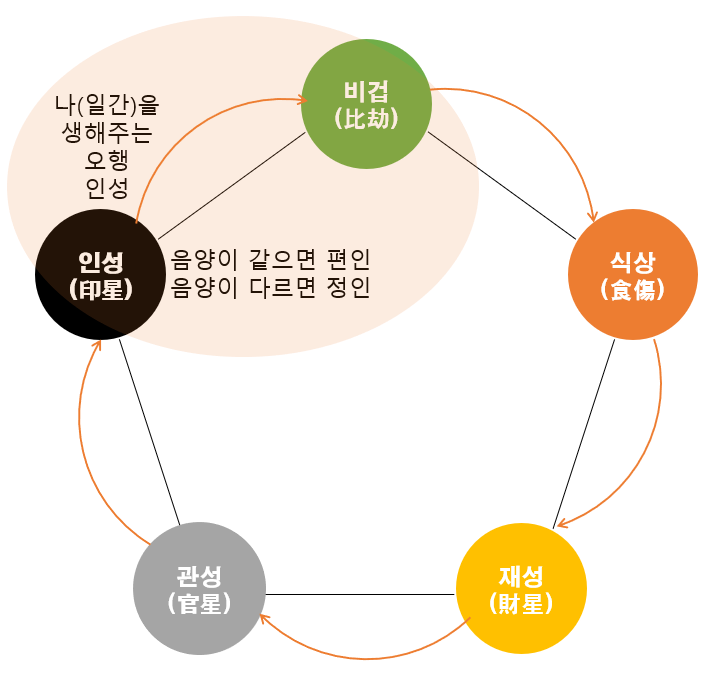 비겁
(比劫)
나(일간)을
생해주는
오행
인성
인성
(印星)
음양이 같으면 편인
음양이 다르면 정인
식상
(食傷)
관성
(官星)
재성
(財星)